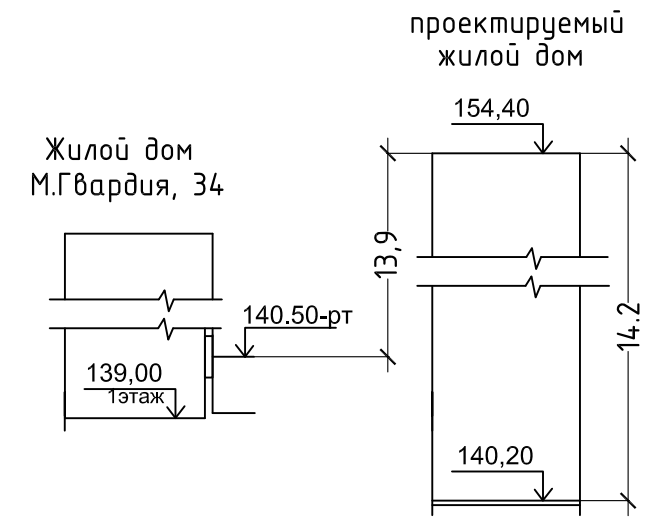 проектируемый
жилой дом
154,40
Жилой дом
М.Гвардия, 34
13,9
140.50-рт
14.2
139,00
1этаж
140,20